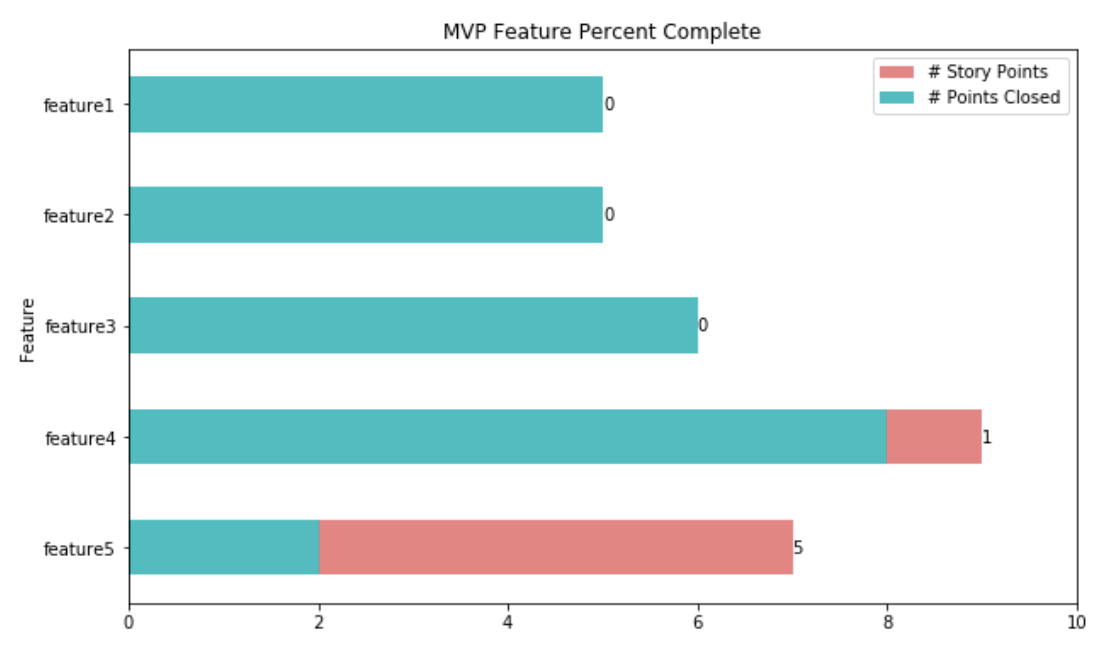 MVP Feature Percent Complete
# Story Points
# Points Closed
feature1
0
feature2
0
feature3
0
feature4
1
feature5
5
Feature
0 2 4 6 8 10